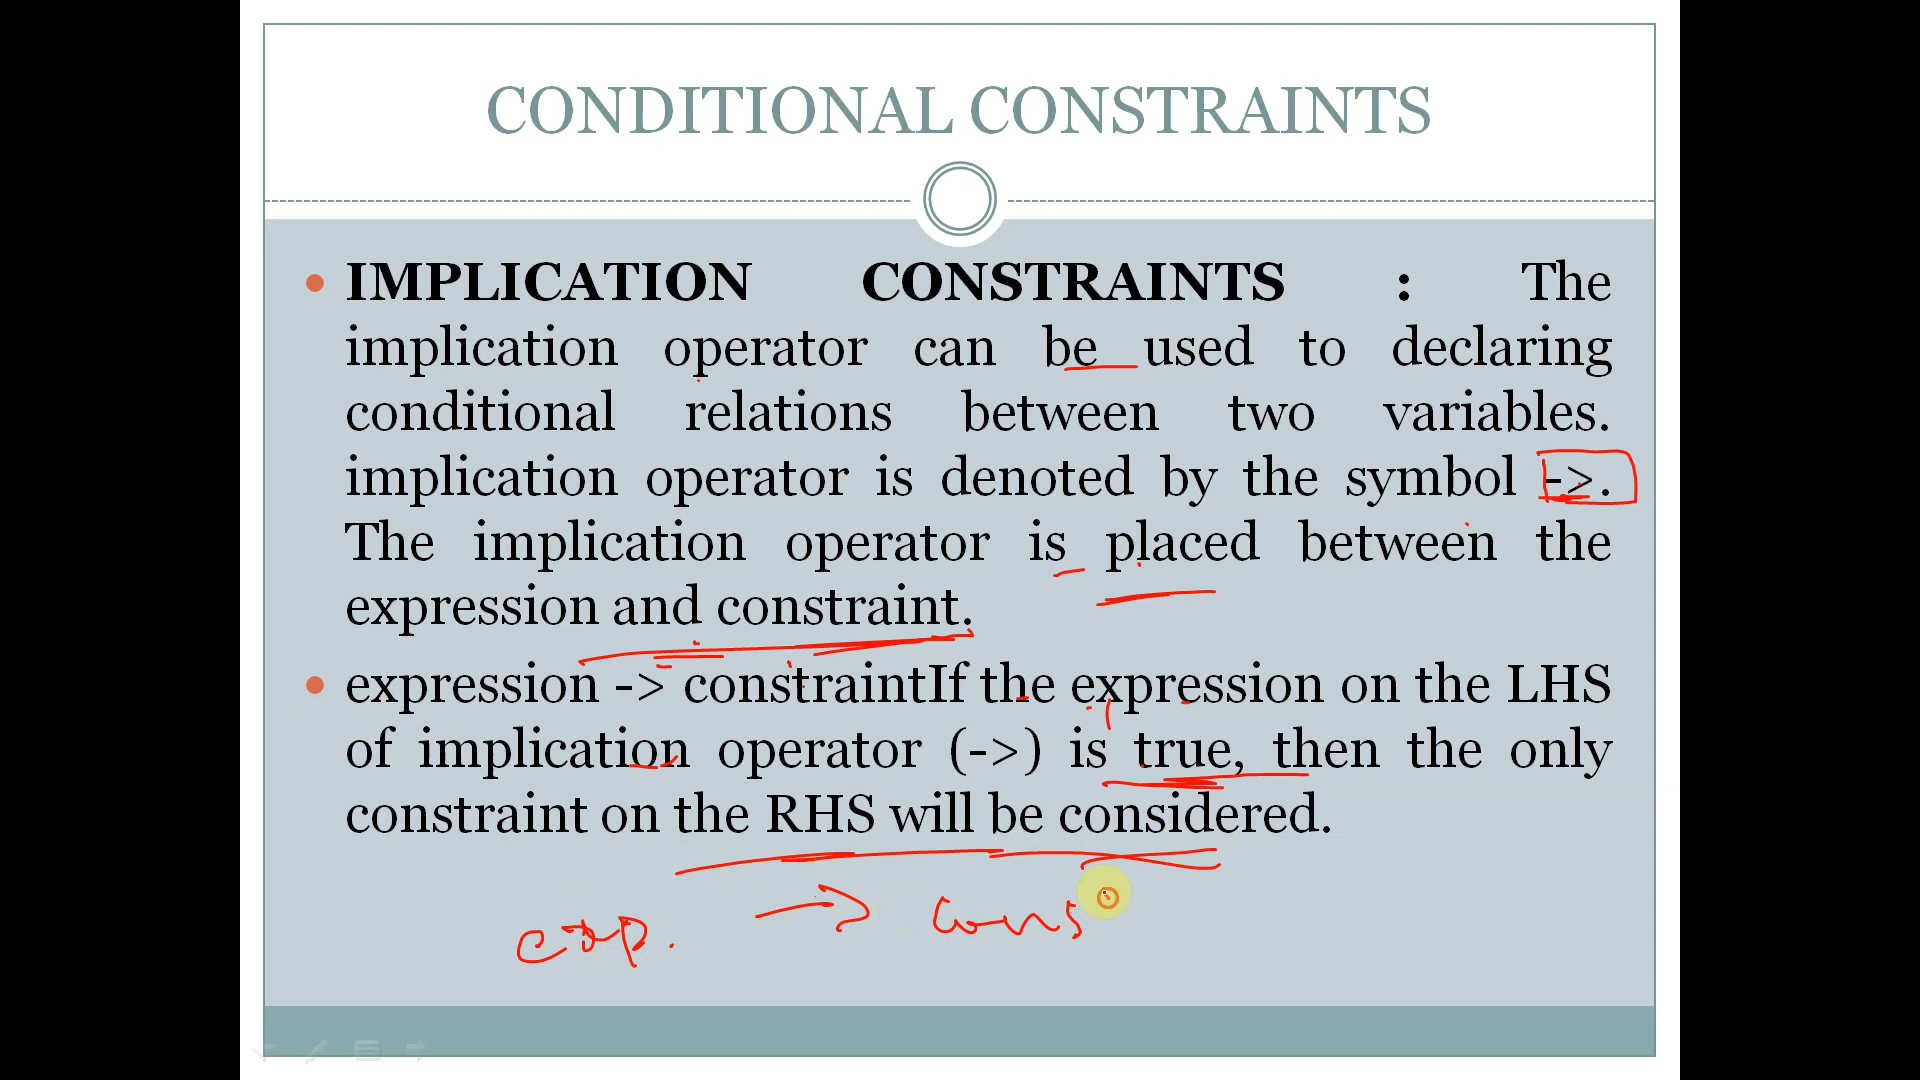 CONDITIONAL CONSTRAINTS
• IMPLICATION CONSTRAINTS : The
implication operator can be used to declaring
conditional relations between two variables.
implication operator is denoted by the symbol ->.
The implication operator is placed between the
expression and constraint.
• expression -> constraintIf the expression on the LHS
of implication operator (->) is true, then the only
constraint on the RHS will be considered.
exp. → cons